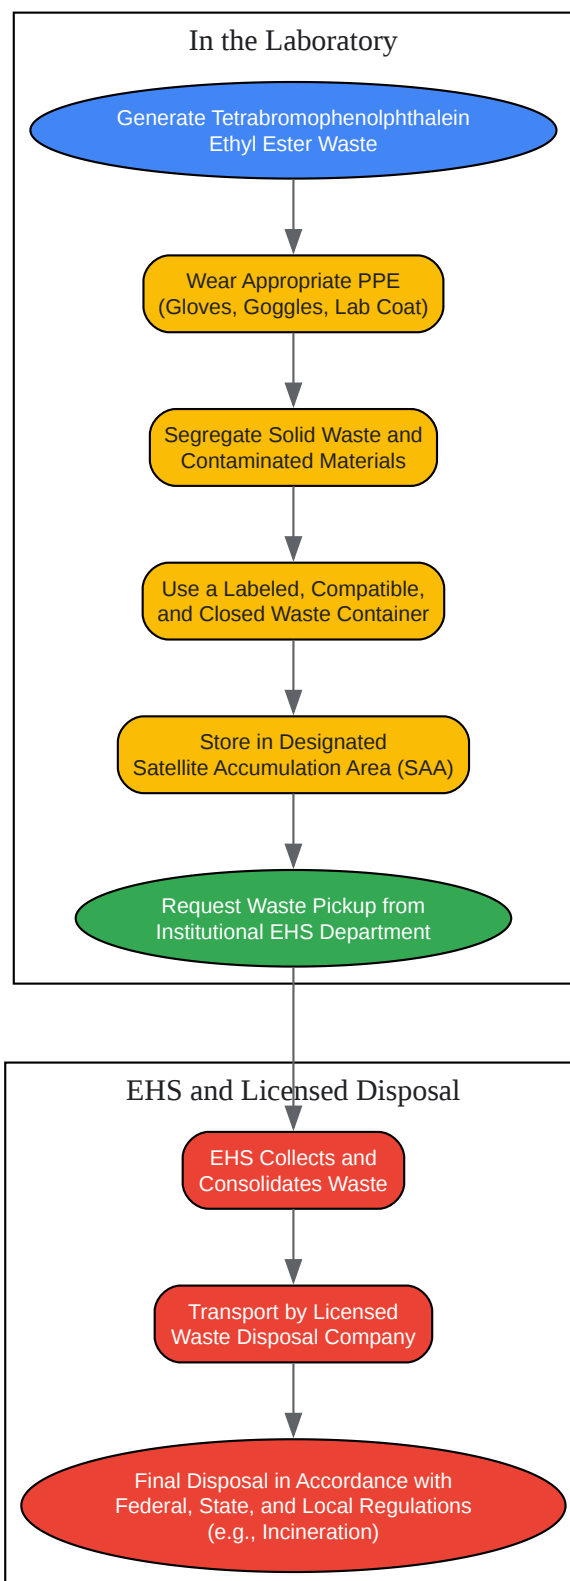 In the Laboratory
Generate Tetrabromophenolphthalein
Ethyl Ester Waste
Wear Appropriate PPE
(Gloves, Goggles, Lab Coat)
Segregate Solid Waste and
Contaminated Materials
Use a Labeled, Compatible,
and Closed Waste Container
Store in Designated
Satellite Accumulation Area (SAA)
Request Waste Pickup from
Institutional EHS Department
EHS and Licensed Disposal
EHS Collects and
Consolidates Waste
Transport by Licensed
Waste Disposal Company
Final Disposal in Accordance with
Federal, State, and Local Regulations
(e.g., Incineration)